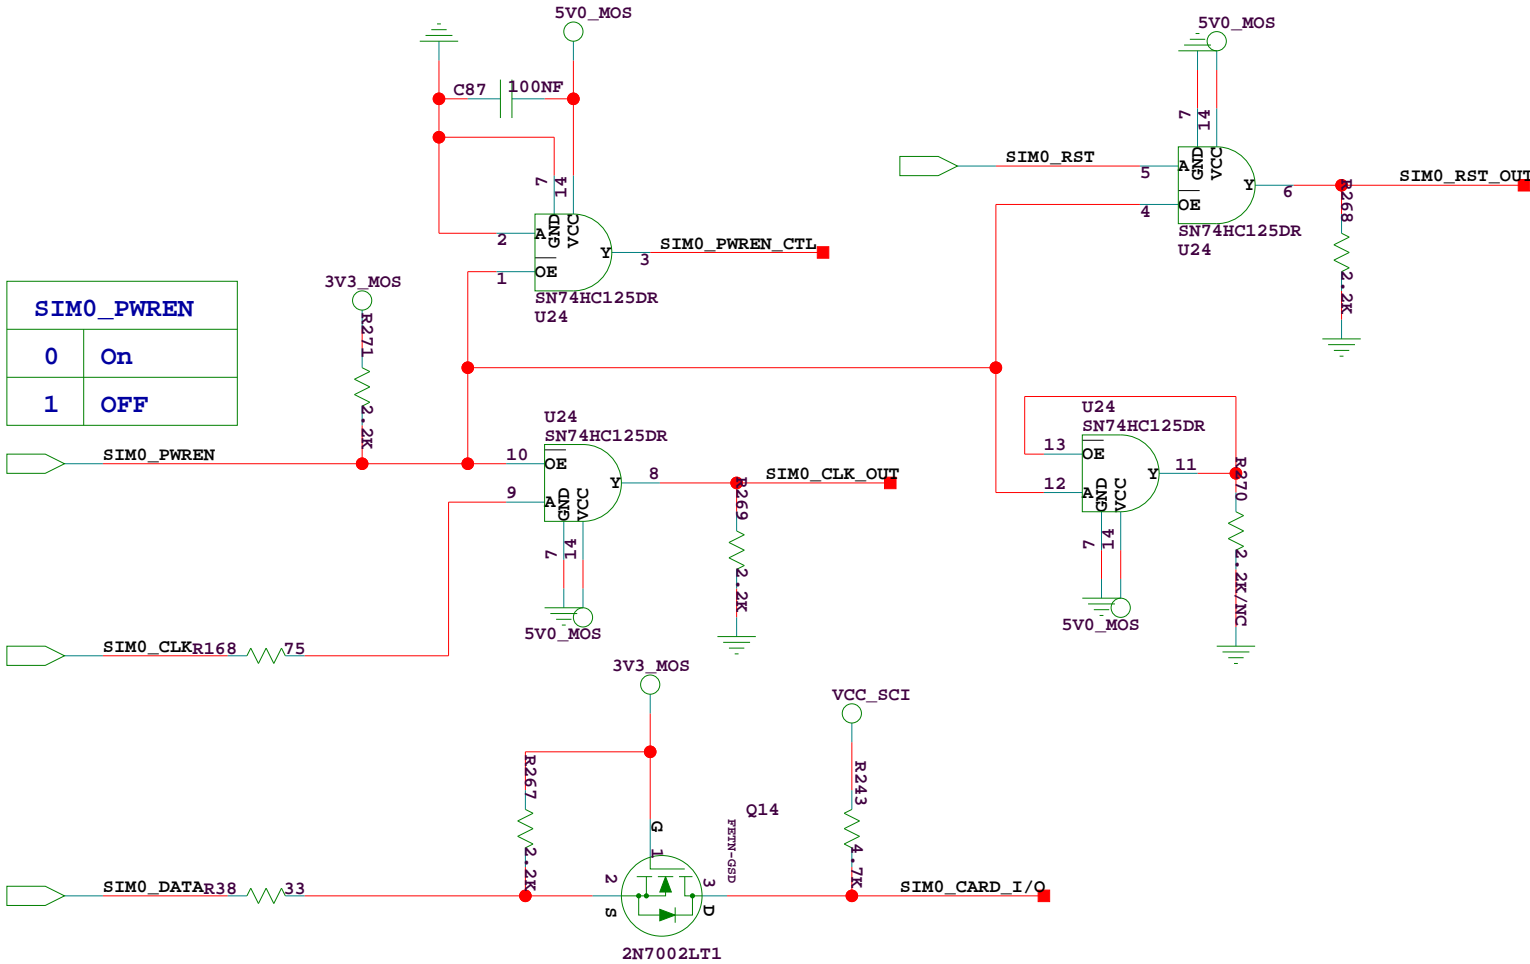 5V0_MOS
C87
100NF
7
14
GND
VCC
2
A
1
OE
Y
3
SIM0_PWREN_CTL
SN74HC125DR
U24
5V0_MOS
7
14
GND
VCC
SIM0_RST
5
A
4
OE
Y
6
SIM0_RST_OUT
SN74HC125DR
U24
R268
2.2K
SIM0_PWREN
0 On
1 OFF
3V3_MOS
R271
2.2K
SIM0_PWREN
U24
SN74HC125DR
10
OE
9
A
Y
8
SIM0_CLK_OUT
GND
VCC
7
14
5V0_MOS
R269
2.2K
U24
SN74HC125DR
13
OE
12
A
Y
11
GND
VCC
7
14
5V0_MOS
R270
2.2K/NC
SIM0_CLK
R168
75
3V3_MOS
VCC_SCI
R267
2.2K
R243
4.7K
Q14
FETN-GSD
G
1
2
S
3
D
SIM0_DATA
R38
33
SIM0_CARD_I/O
2N7002LT1